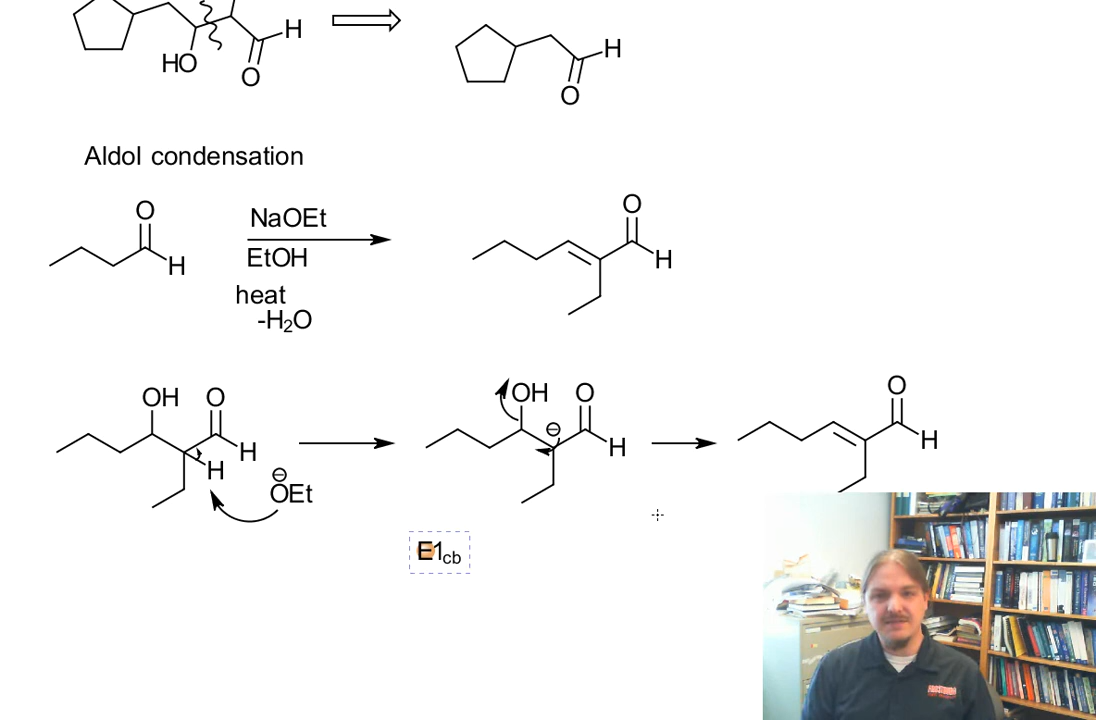 H
HO
O
H
O
Aldol condensation
O
H
NaOEt
EtOH
heat
-H₂O
O
H
OH
O
H
H
⊖
OEt
OH
O
⊖
H
O
H
E1cb